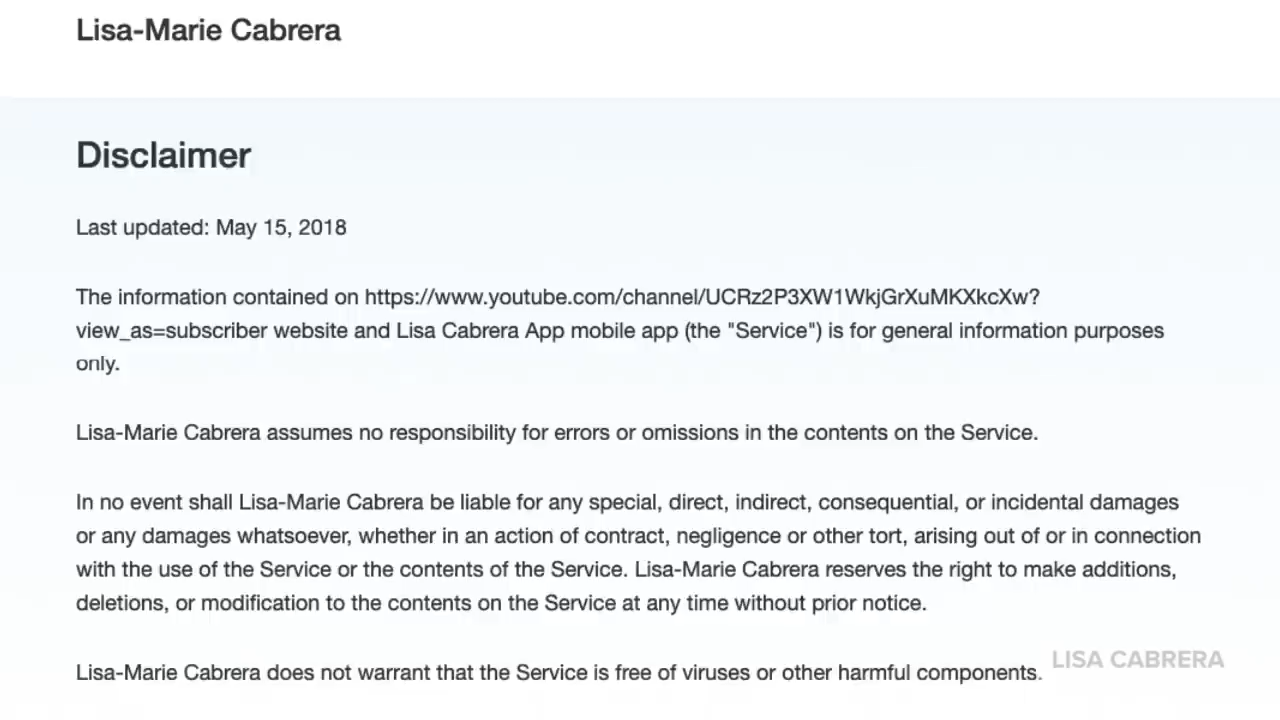 Lisa-Marie Cabrera
Disclaimer
Last updated: May 15, 2018
The information contained on https://www.youtube.com/channel/UCRz2P3XW1WkjGrXuMKXkcXw?
view_as=subscriber website and Lisa Cabrera App mobile app (the "Service") is for general information purposes
only.
Lisa-Marie Cabrera assumes no responsibility for errors or omissions in the contents on the Service.
In no event shall Lisa-Marie Cabrera be liable for any special, direct, indirect, consequential, or incidental damages
or any damages whatsoever, whether in an action of contract, negligence or other tort, arising out of or in connection
with the use of the Service or the contents of the Service. Lisa-Marie Cabrera reserves the right to make additions,
deletions, or modification to the contents on the Service at any time without prior notice.
Lisa-Marie Cabrera does not warrant that the Service is free of viruses or other harmful components.
LISA CABRERA